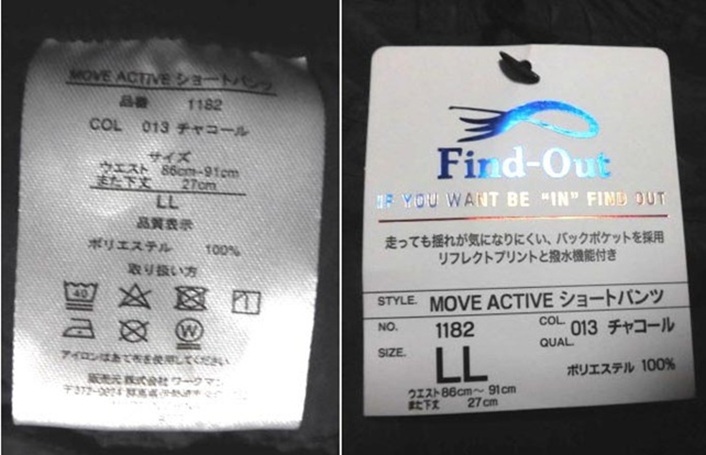 MOVE ACTIVE ショートパンツ
品番 1182
COL 013 チャコール
サイズ
ウエスト 86cm-91cm
また下丈 27cm
LL
品質表示
ポリエステル 100%
取り扱い方
40
W
アイロンはあて布を使用してください
販売元 株式会社 ワークマン
〒372-0024
Find-Out
IF YOU WANT BE "IN" FIND OUT
走っても揺れが気になりにくい、バックポケットを採用
リフレクトプリントと撥水機能付き
STYLE. MOVE ACTIVE ショートパンツ
NO. 1182 COL. 013 チャコール
QUAL.
SIZE. LL ポリエステル 100%
ウエスト86cm〜91cm
また下丈 27cm